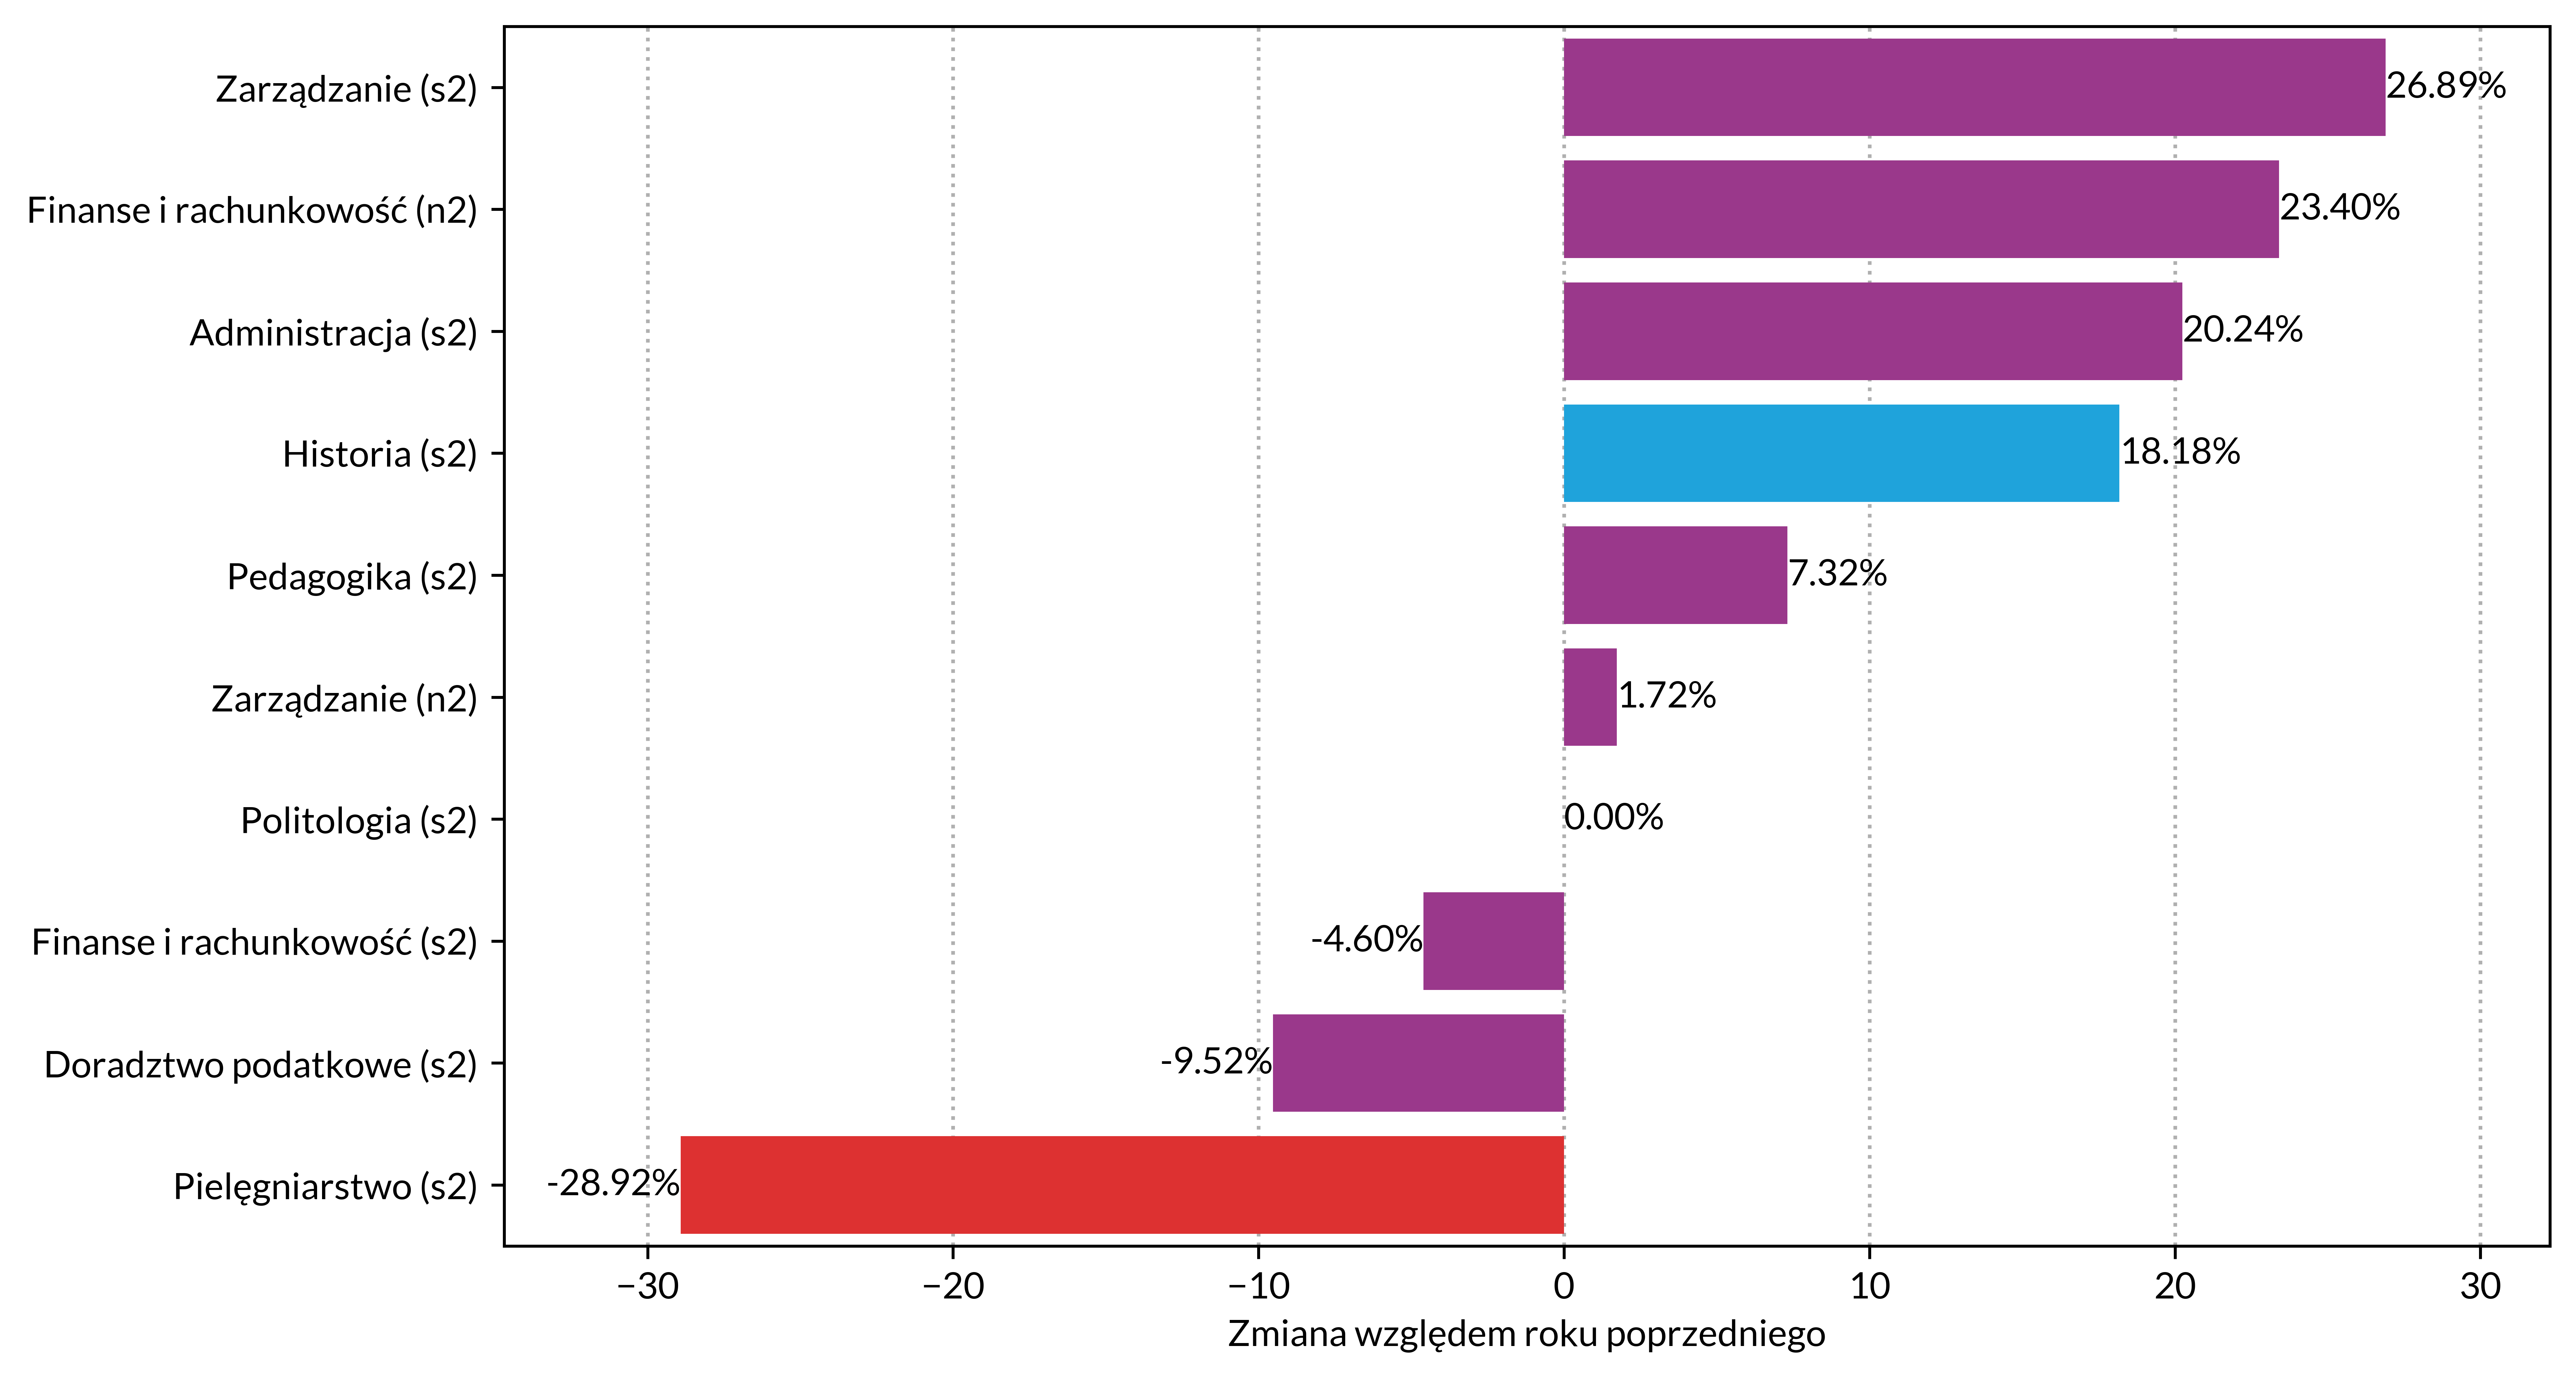 Zarządzanie (s2) 26.89%
Finanse i rachunkowość (n2) 23.40%
Administracja (s2) 20.24%
Historia (s2) 18.18%
Pedagogika (s2) 7.32%
Zarządzanie (n2) 1.72%
Politologia (s2) 0.00%
Finanse i rachunkowość (s2) -4.60%
Doradztwo podatkowe (s2) -9.52%
Pielęgniarstwo (s2) -28.92%
−30 −20 −10 0 10 20 30
Zmiana względem roku poprzedniego